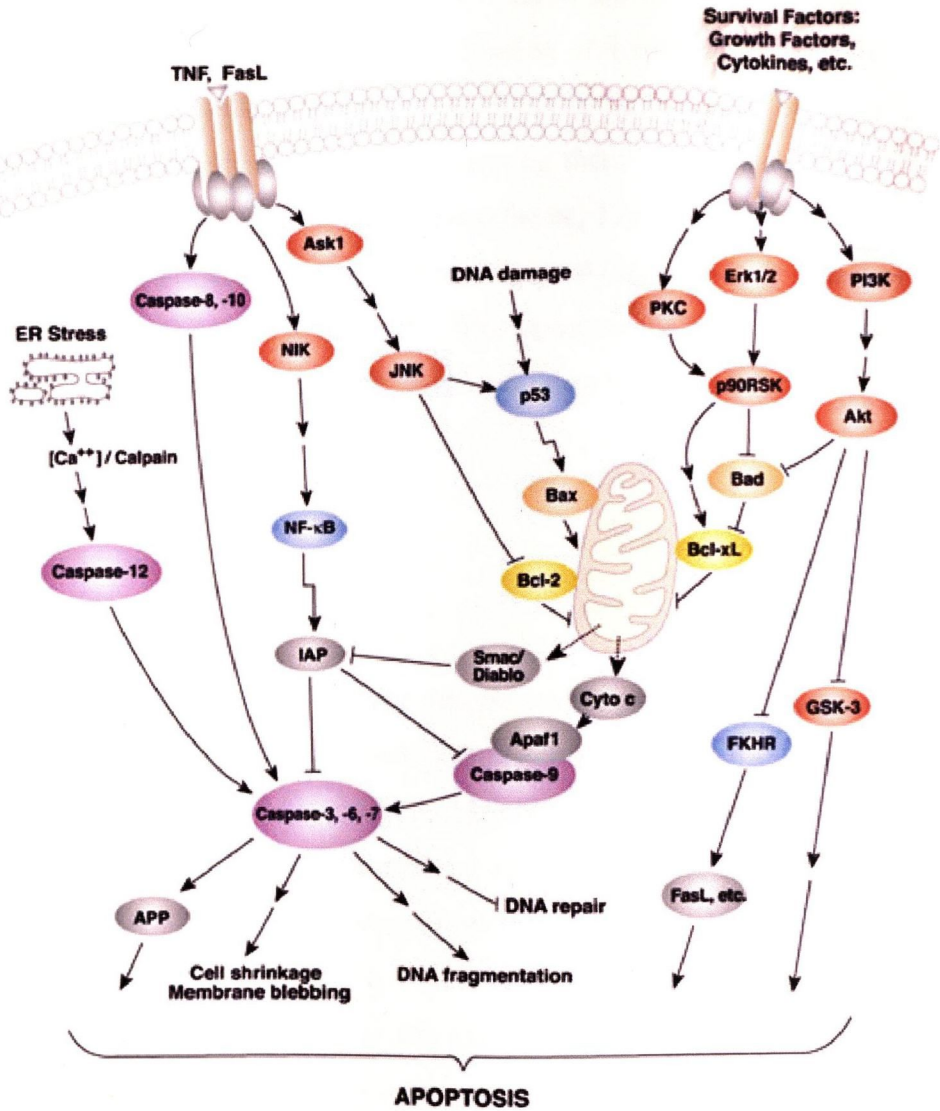 Survival Factors:
Growth Factors,
Cytokines, etc.
TNF, FasL
Ask1
DNA damage
Erk1/2
PI3K
Caspase-8, -10
PKC
ER Stress
NIK
JNK
p53
p90RSK
Akt
[Ca++] / Calpain
Bad
Bax
NF-κB
Bcl-xL
Caspase-12
Bcl-2
IAP
Smac/
Diablo
Cyto c
GSK-3
Apaf1
FKHR
Caspase-9
Caspase-3, -6, -7
FasL, etc.
DNA repair
APP
Cell shrinkage
Membrane blebbing
DNA fragmentation
APOPTOSIS